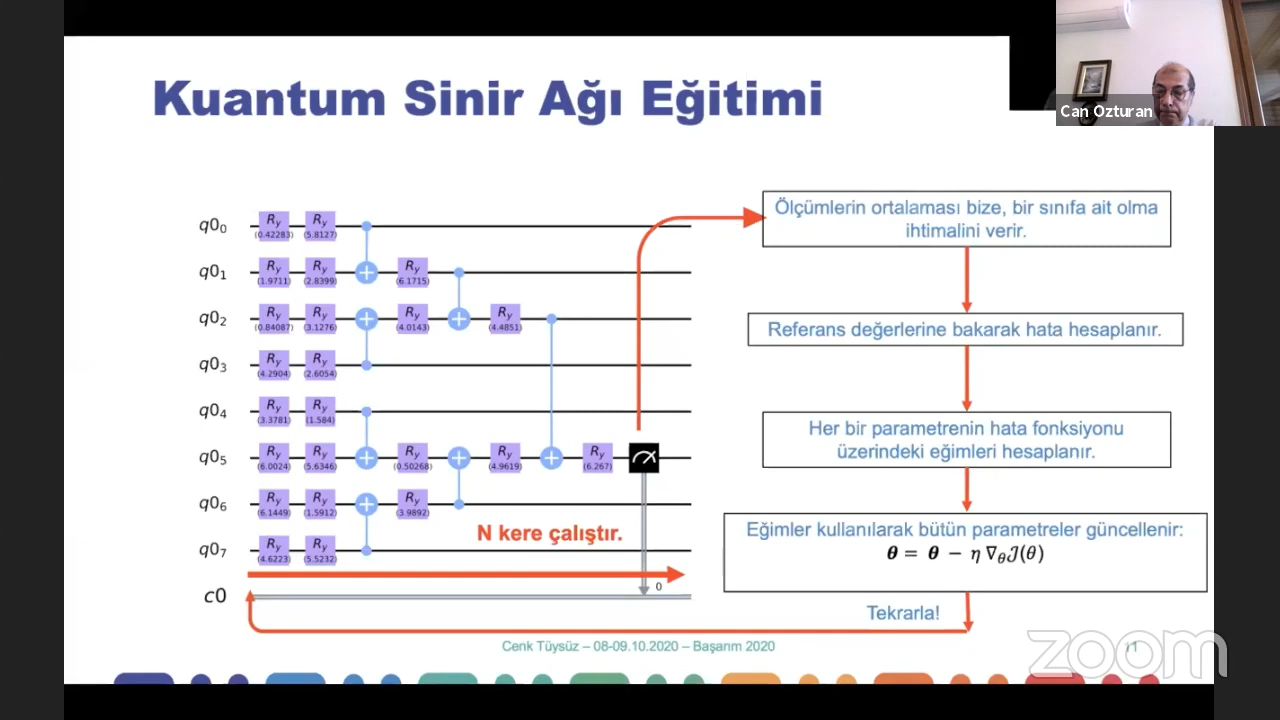 Kuantum Sinir Ağı Eğitimi
Can Ozturan
Ölçümlerin ortalaması bize, bir sınıfa ait olma
ihtimalini verir.
Referans değerlerine bakarak hata hesaplanır.
Her bir parametrenin hata fonksiyonu
üzerindeki eğimleri hesaplanır.
Eğimler kullanılarak bütün parametreler güncellenir:
θ = θ − η ∇θJ(θ)
Tekrarla!
q0₀ Ry (0.42283) Ry (5.8127)
q0₁ Ry (1.9711) Ry (2.8399) Ry (6.1715)
q0₂ Ry (0.84087) Ry (3.1276) Ry (4.0143) Ry (4.4851)
q0₃ Ry (4.2904) Ry (2.6054)
q0₄ Ry (3.3781) Ry (1.584)
q0₅ Ry (6.0024) Ry (5.6346) Ry (0.50268) Ry (4.9619) Ry (6.267)
q0₆ Ry (6.1449) Ry (1.5912) Ry (3.9892)
N kere çalıştır.
q0₇ Ry (4.6223) Ry (5.5232)
c0 0
Cenk Tüysüz – 08-09.10.2020 – Başarım 2020
11
zoom